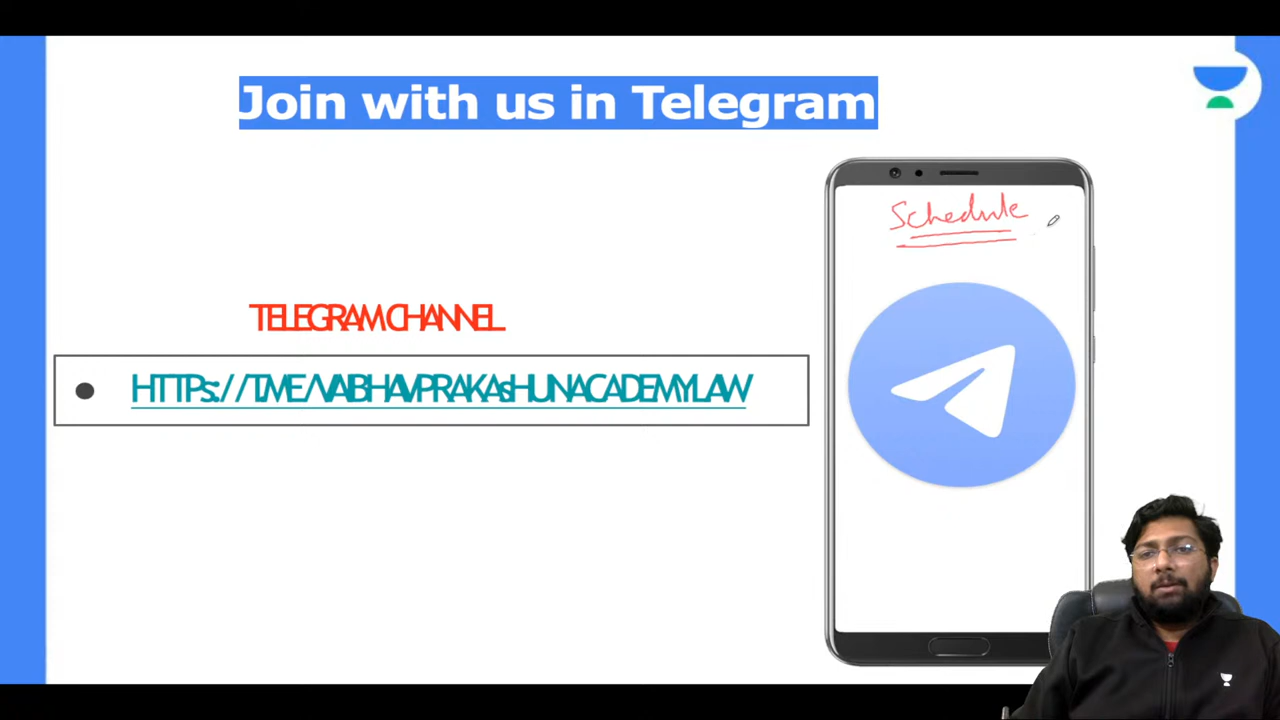 Join with us in Telegram
Schedule
TELEGRAM CHANNEL
HTTPs://T.ME/VAIBHAVPRAKAsHUNACADEMYLAW